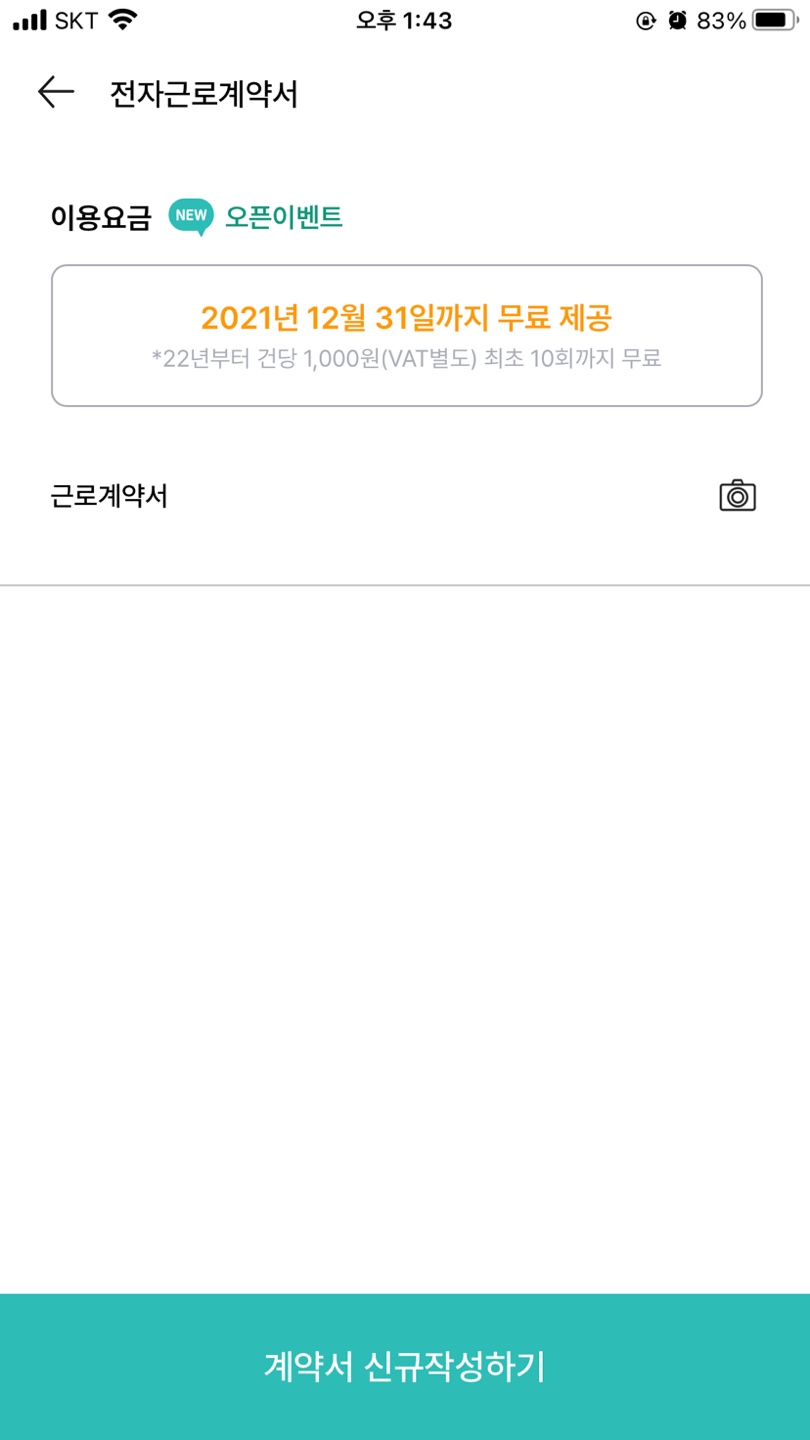 SKT 오후 1:43 83%
전자근로계약서
이용요금 NEW 오픈이벤트
2021년 12월 31일까지 무료 제공
*22년부터 건당 1,000원(VAT별도) 최초 10회까지 무료
근로계약서
계약서 신규작성하기